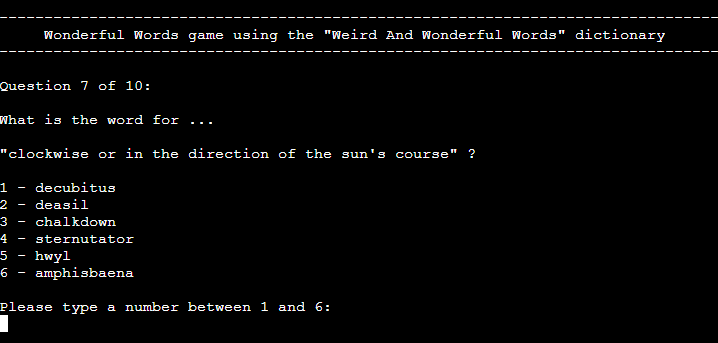 --------------------------------------------------------------------------------
Wonderful Words game using the "Weird And Wonderful Words" dictionary
--------------------------------------------------------------------------------
Question 7 of 10:
What is the word for ...
"clockwise or in the direction of the sun's course" ?
1 - decubitus
2 - deasil
3 - chalkdown
4 - sternutator
5 - hwyl
6 - amphisbaena
Please type a number between 1 and 6: